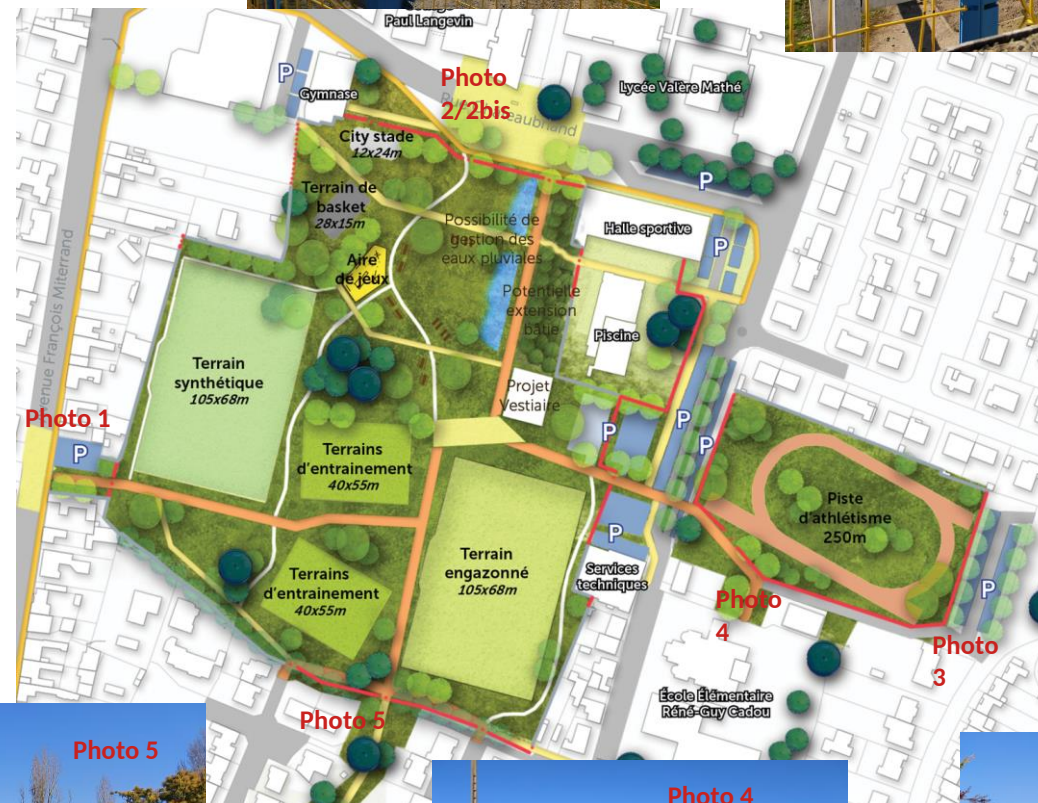 Paul Langevin
Photo
2/2bis
Lycée Valère Mathé
P
Gymnase
City stade
12x24m
P
Terrain de
basket
28x15m
Possibilité de
gestion des
eaux pluviales
Halle sportive
P
Aire
de jeux
Potentielle
extension
bâtie
Piscine
Avenue François Miterrand
Terrain
synthétique
105x68m
Projet
Vestiaire
Photo 1
P
P
P
P
Terrains
d'entrainement
40x55m
Piste
d'athlétisme
250m
P
Terrain
engazonné
105x68m
Services
techniques
Terrains
d'entrainement
40x55m
P
Photo
4
Photo
3
École Élémentaire
Réné-Guy Cadou
Photo 5
Photo 5
Photo 4